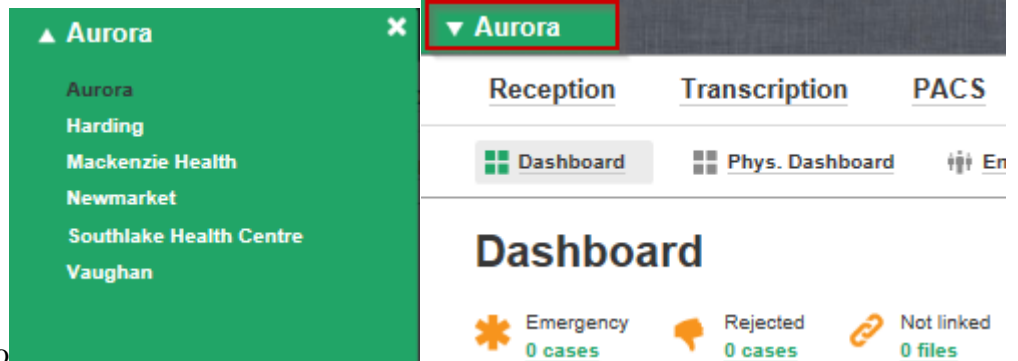 Aurora
Aurora
Harding
Mackenzie Health
Newmarket
Southlake Health Centre
Vaughan
Aurora
Reception Transcription PACS
Dashboard Phys. Dashboard En
Dashboard
Emergency Rejected Not linked
0 cases 0 cases 0 files